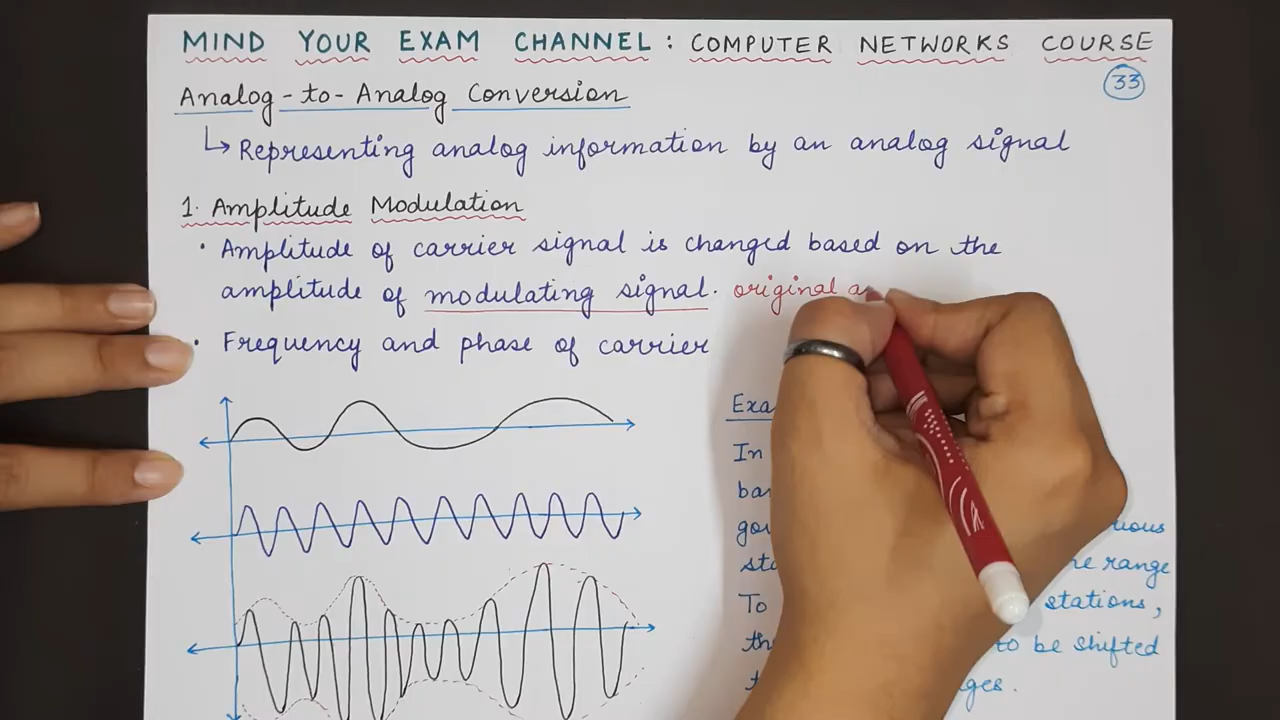 MIND YOUR EXAM CHANNEL : COMPUTER NETWORKS COURSE
33
Analog-to-Analog Conversion
↳ Representing analog information by an analog signal
1. Amplitude Modulation
• Amplitude of carrier signal is changed based on the
amplitude of modulating signal. original a
• Frequency and phase of carrier
In
range
To stations,
to be shifted